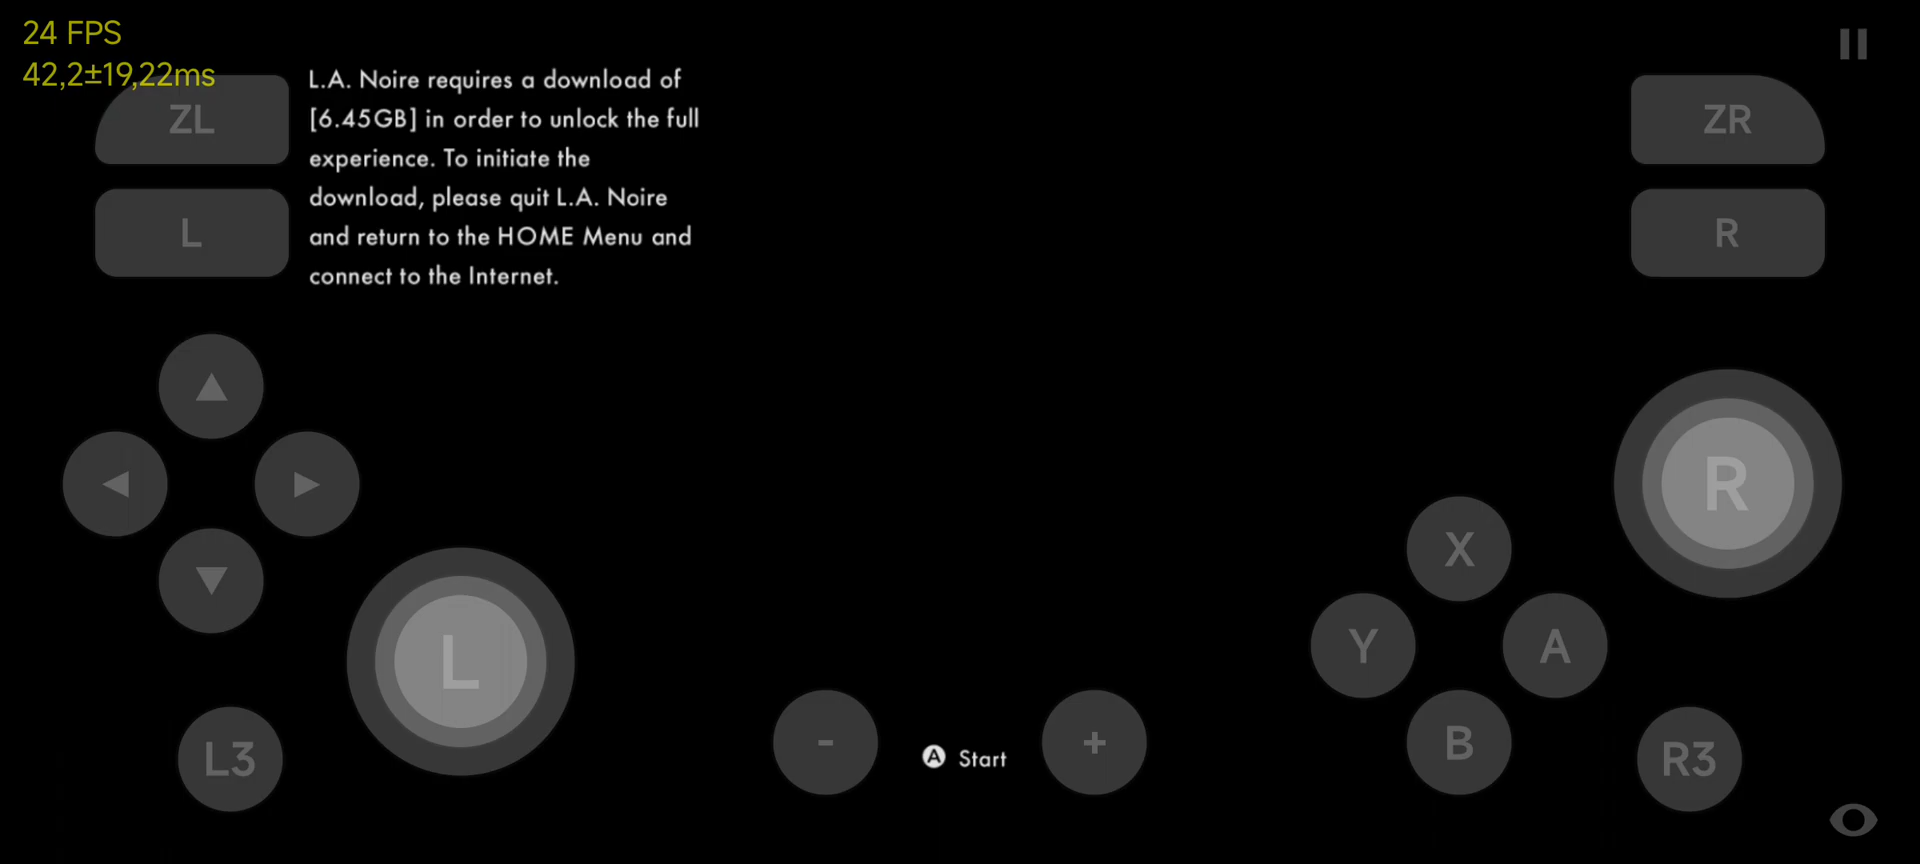 24 FPS
42,2±19,22ms
ZL
L.A. Noire requires a download of
[6.45GB] in order to unlock the full
experience. To initiate the
download, please quit L.A. Noire
and return to the HOME Menu and
connect to the Internet.
ZR
L
R
R
X
Y
A
L
B
L3
-
A Start
+
R3